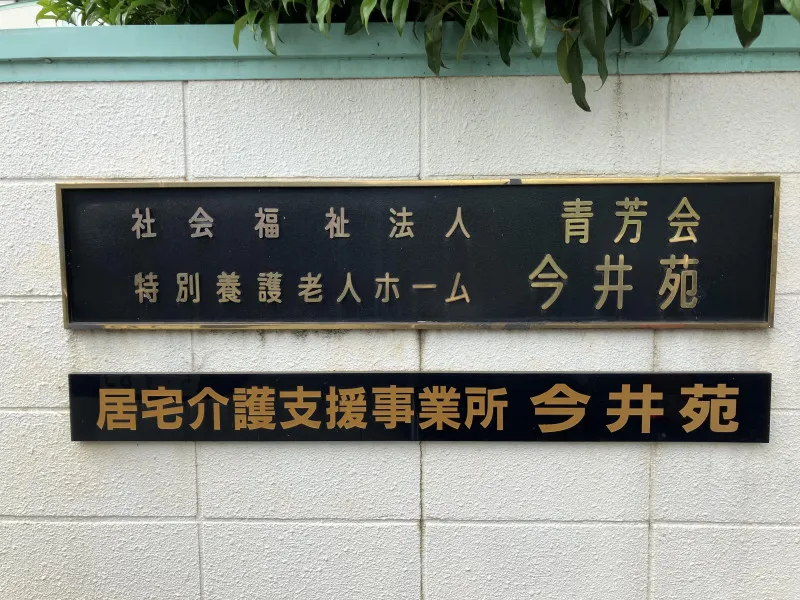 社会福祉法人 青芳会
特別養護老人ホーム 今井苑
居宅介護支援事業所 今井苑